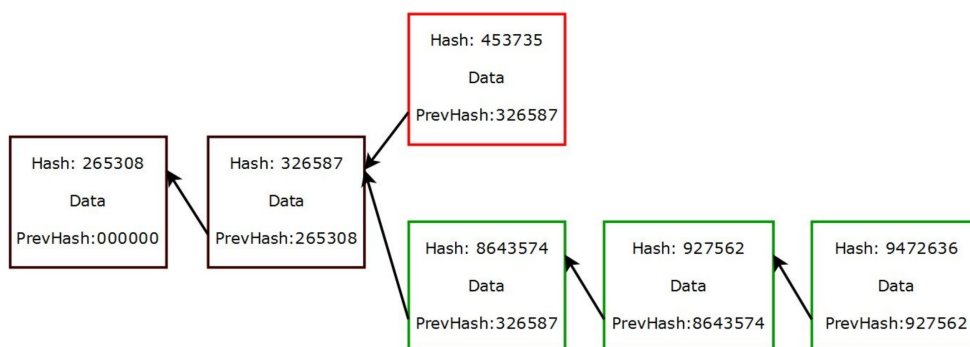 Hash: 453735
Data
PrevHash:326587
Hash: 265308
Data
PrevHash:000000
Hash: 326587
Data
PrevHash:265308
Hash: 8643574
Data
PrevHash:326587
Hash: 927562
Data
PrevHash:8643574
Hash: 9472636
Data
PrevHash:927562